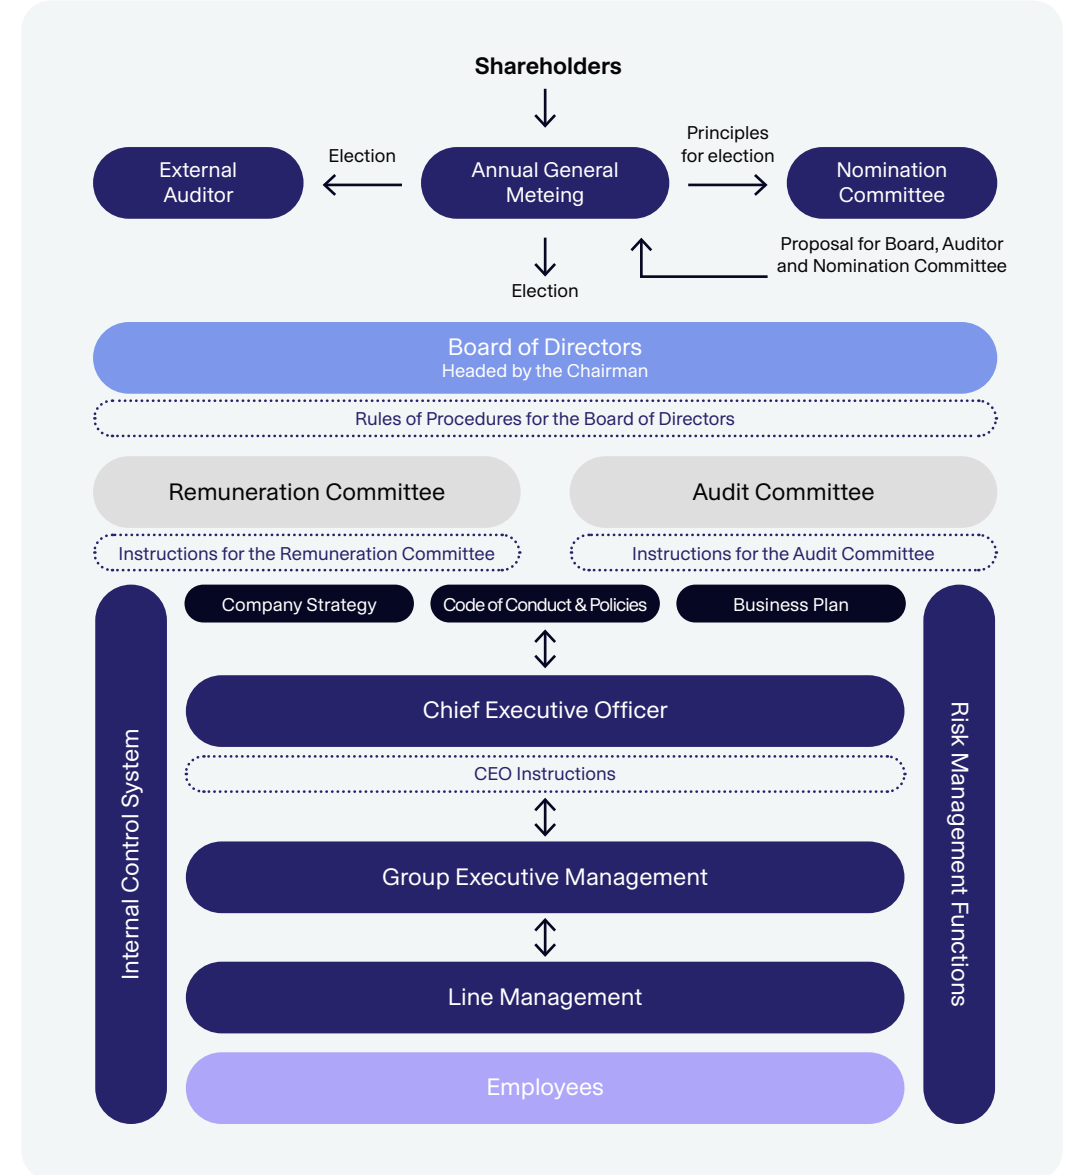 Shareholders
Principles
for election
Election
External
Auditor
Annual General
Meteing
Nomination
Committee
Proposal for Board, Auditor
and Nomination Committee
Election
Board of Directors
Headed by the Chairman
Rules of Procedures for the Board of Directors
Remuneration Committee
Audit Committee
Instructions for the Remuneration Committee
Instructions for the Audit Committee
Company Strategy
Code of Conduct & Policies
Business Plan
Chief Executive Officer
CEO Instructions
Group Executive Management
Line Management
Employees
Internal Control System
Risk Management Functions